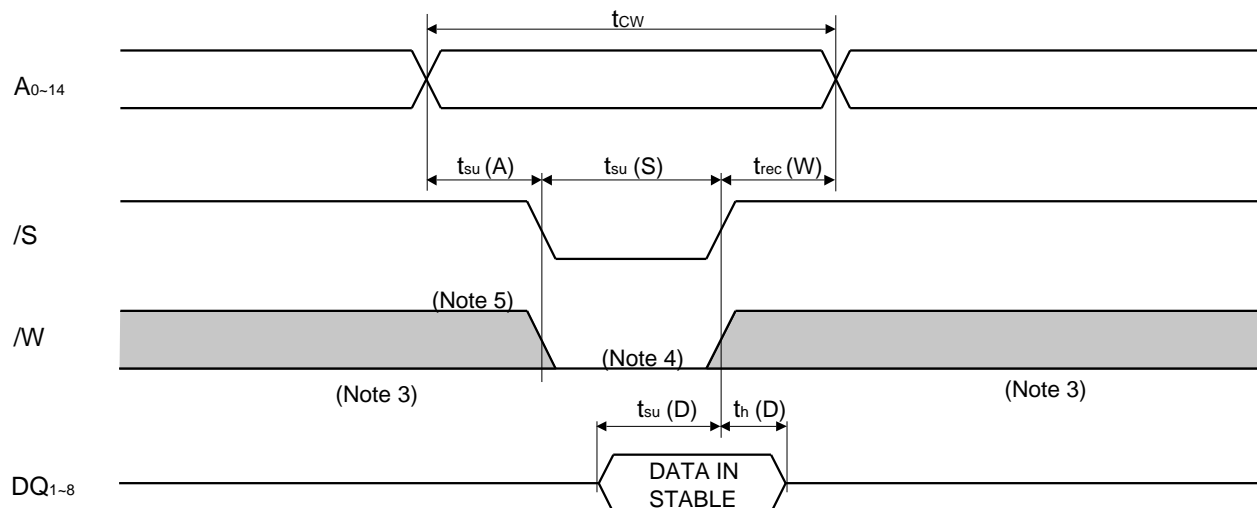 tCW
A0~14
tsu (A)
tsu (S)
trec (W)
/S
(Note 5)
/W
(Note 4)
(Note 3)
(Note 3)
tsu (D)
th (D)
DQ1~8
DATA IN
STABLE